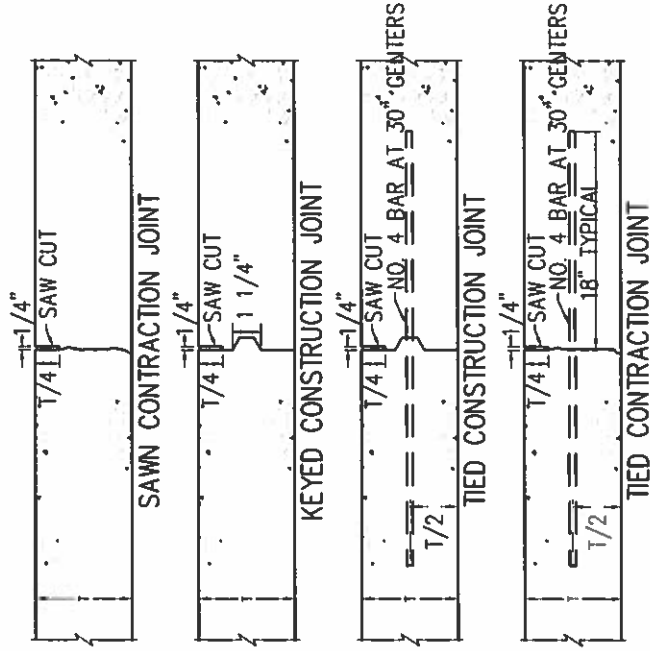 1/4"
SAW CUT
T/4
T
SAWN CONTRACTION JOINT
1/4"
SAW CUT
T/4
1 1/4"
T
KEYED CONSTRUCTION JOINT
1/4"
SAW CUT
T/4
NO. 4 BAR AT 30" CENTERS
T/2
T
TIED CONSTRUCTION JOINT
1/4"
SAW CUT
T/4
NO. 4 BAR AT 30" CENTERS
18" TYPICAL
T/2
T
TIED CONTRACTION JOINT